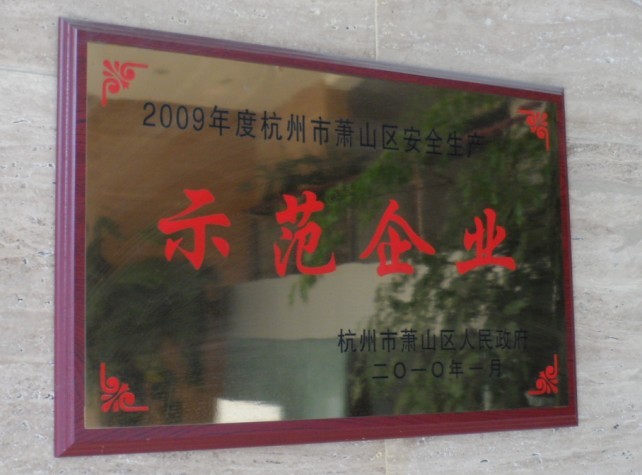 2009年度杭州市萧山区安全生产
示范企业
杭州市萧山区人民政府
二〇一〇年一月